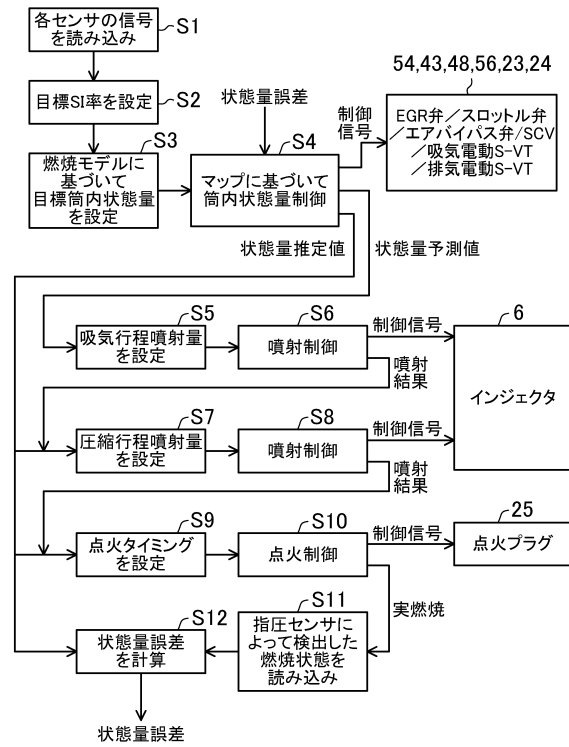 各センサの信号
を読み込み
S1
目標SI率を設定
S2
S3
燃焼モデルに
基づいて
目標筒内状態量
を設定
状態量誤差
S4
マップに基づいて
筒内状態量制御
制御
信号
54,43,48,56,23,24
EGR弁／スロットル弁
／エアバイパス弁/SCV
／吸気電動S-VT
／排気電動S-VT
状態量推定値
状態量予測値
S5
吸気行程噴射量
を設定
S6
噴射制御
制御信号
噴射
結果
6
インジェクタ
S7
圧縮行程噴射量
を設定
S8
噴射制御
制御信号
噴射
結果
S9
点火タイミング
を設定
S10
点火制御
制御信号
25
点火プラグ
実燃焼
S11
指圧センサに
よって検出した
燃焼状態を
読み込み
S12
状態量誤差
を計算
状態量誤差